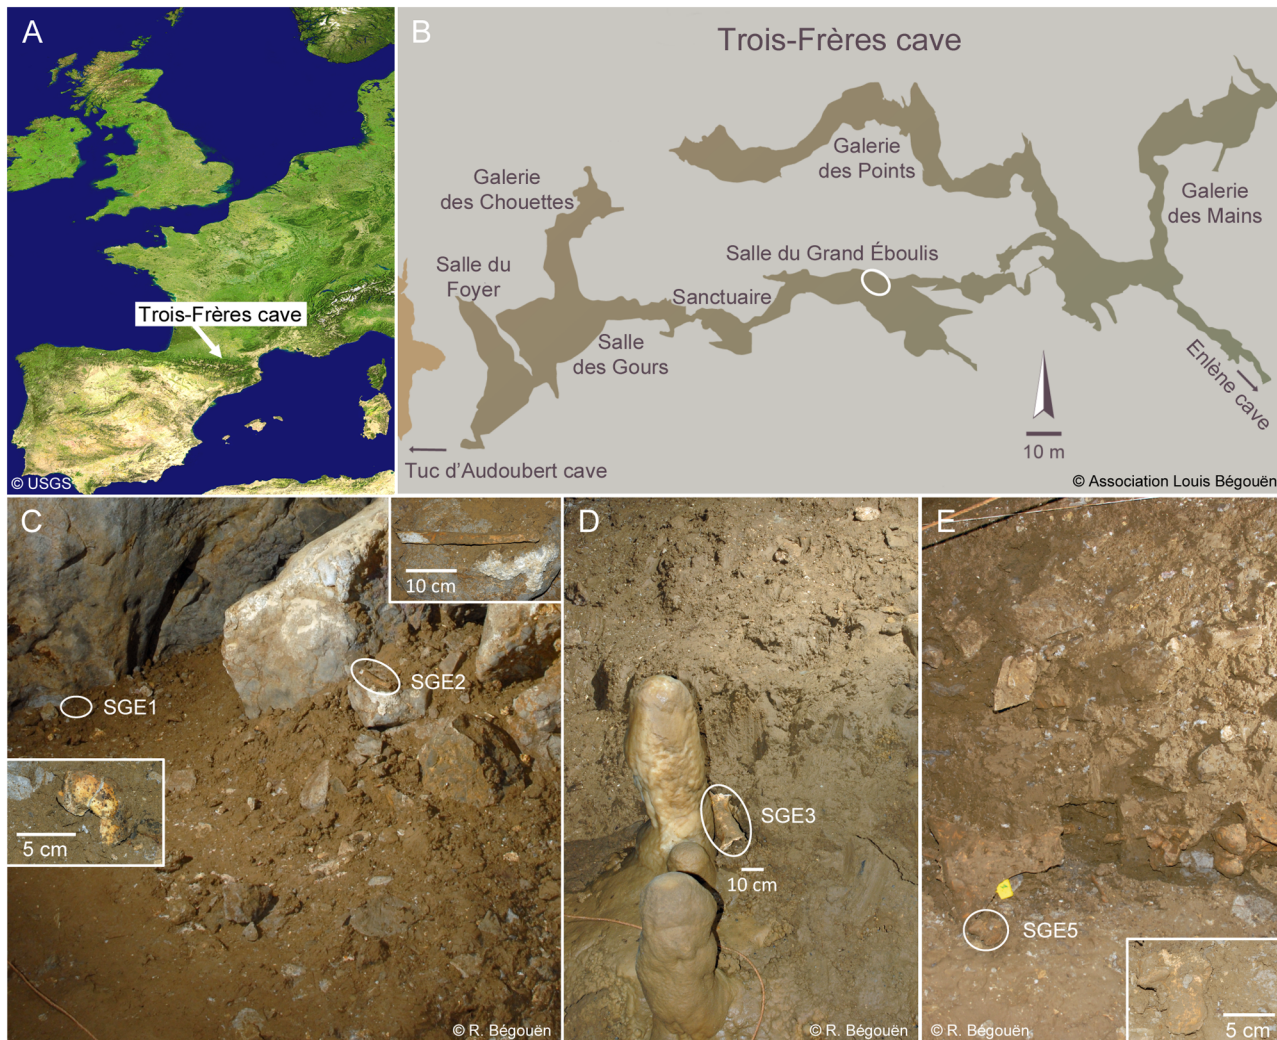 A
Trois-Frères cave
© USGS
B
Trois-Frères cave
Galerie
des Points
Galerie
des Chouettes
Galerie
des Mains
Salle du Grand Éboulis
Salle du
Foyer
Sanctuaire
Salle
des Gours
Enlène cave
10 m
Tuc d'Audoubert cave
© Association Louis Bégouën
C
10 cm
SGE1
SGE2
5 cm
© R. Bégouën
D
SGE3
10 cm
© R. Bégouën
E
SGE5
5 cm
© R. Bégouën